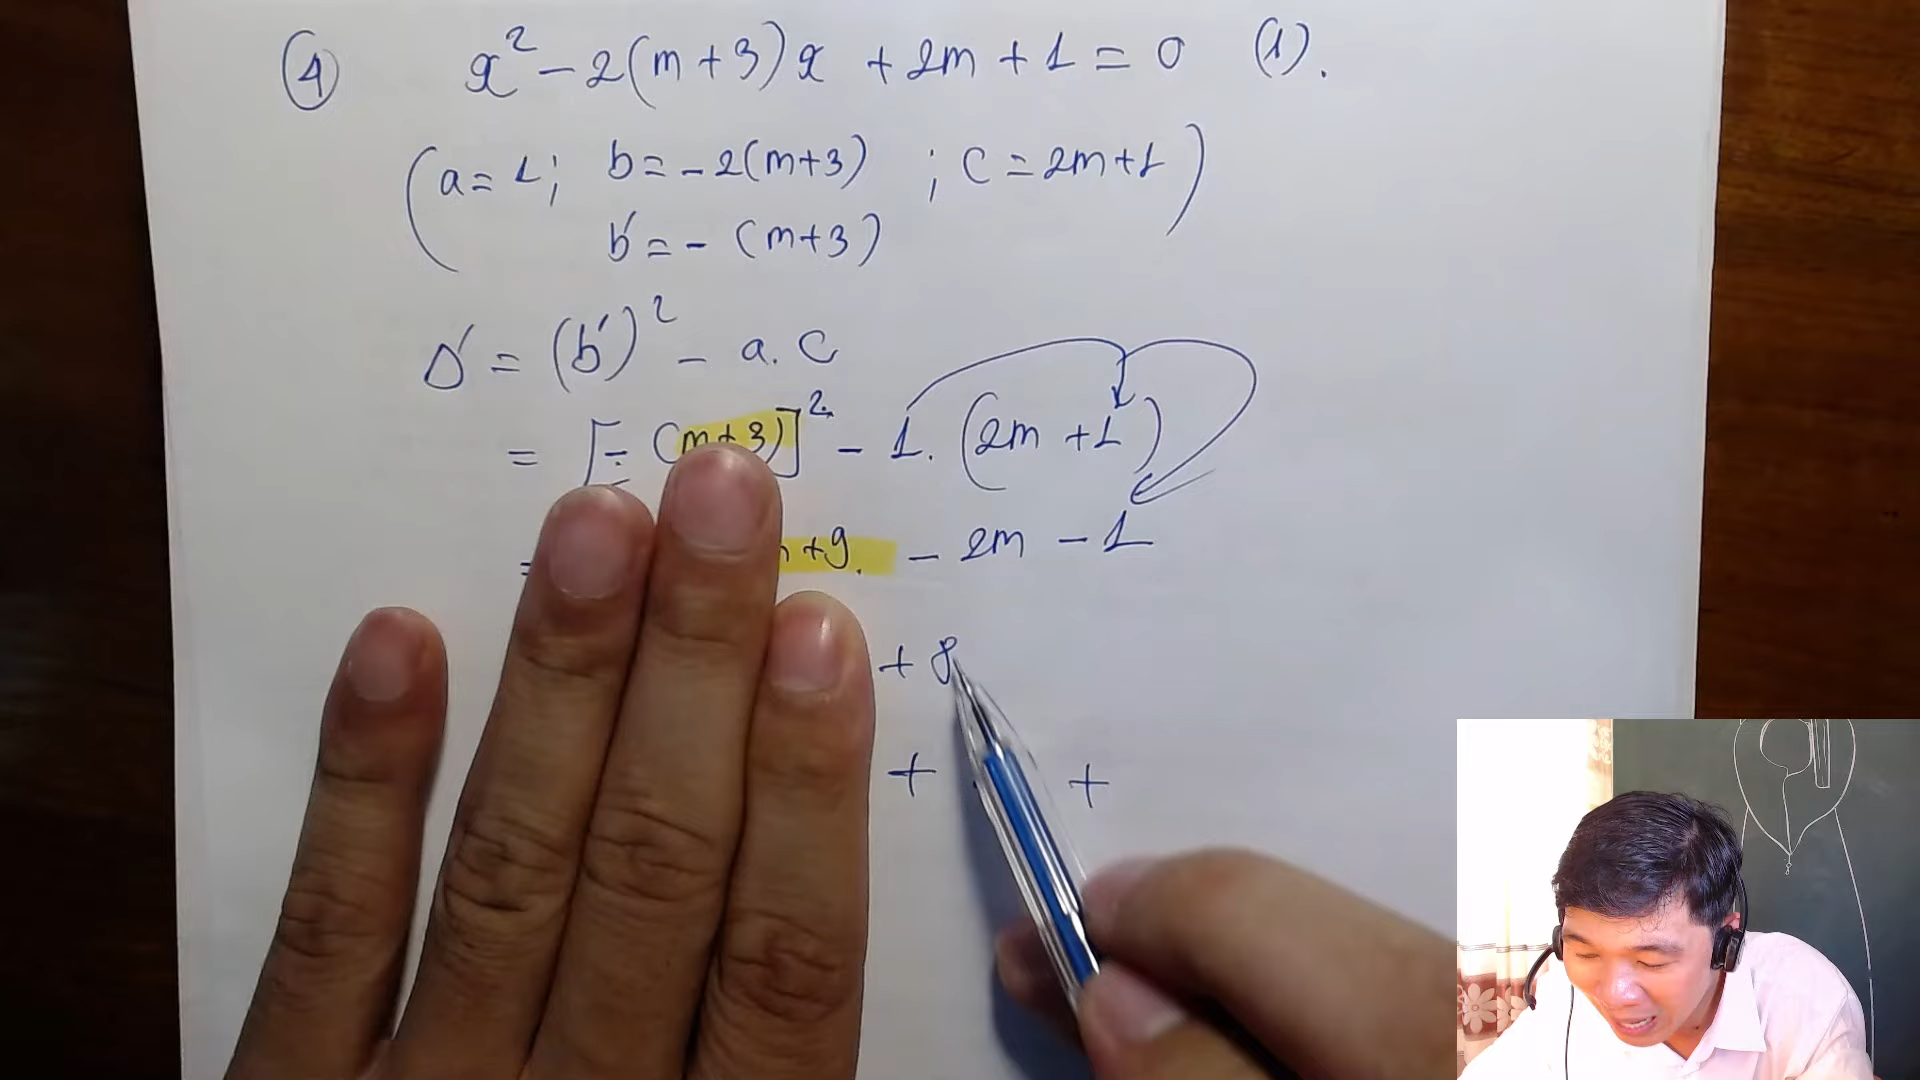 ④ x² - 2(m+3)x + 2m + 1 = 0 (1).
(a = 1; b = -2(m+3) ; c = 2m+1)
b' = - (m+3)
Δ' = (b')² - a.c
= [- (m+3)]² - 1. (2m + 1)
= +9. - 2m - 1
+ 8
+ +